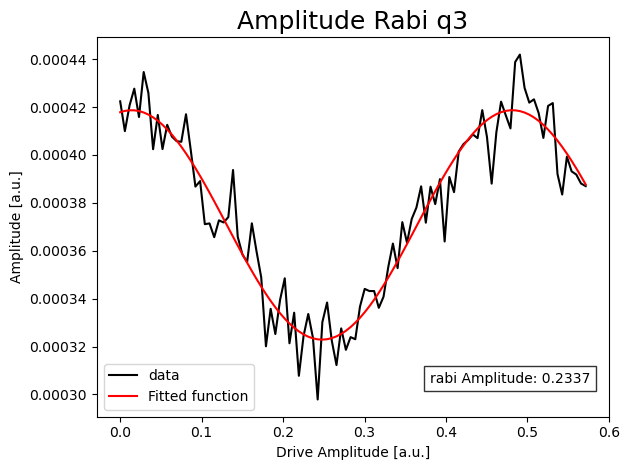 Amplitude Rabi q3
Amplitude [a.u.]
0.00044
0.00042
0.00040
0.00038
0.00036
0.00034
0.00032
0.00030
data
Fitted function
rabi Amplitude: 0.2337
0.0 0.1 0.2 0.3 0.4 0.5 0.6
Drive Amplitude [a.u.]